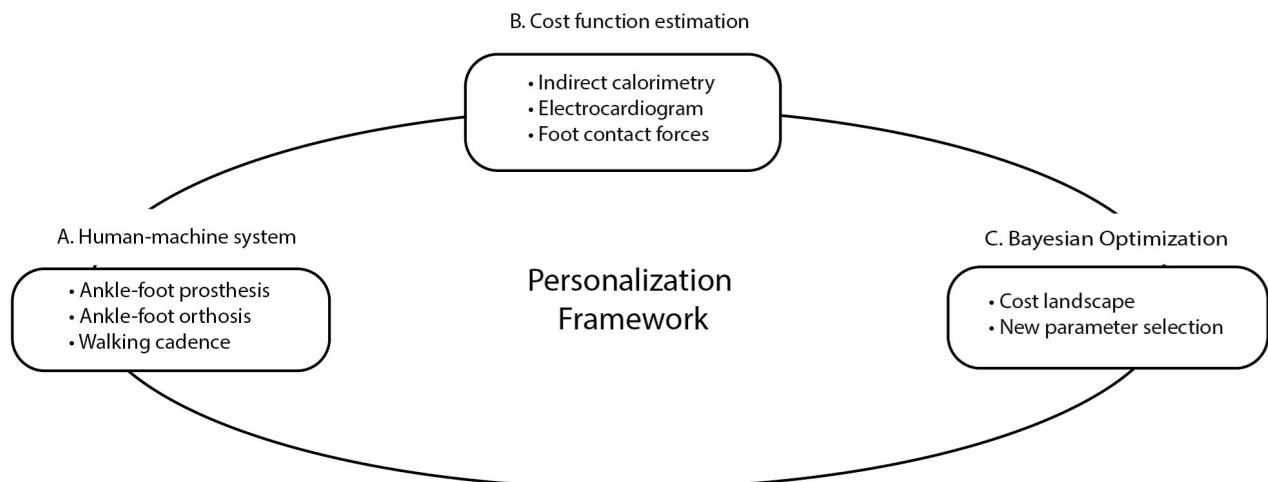 B. Cost function estimation
• Indirect calorimetry
• Electrocardiogram
• Foot contact forces
A. Human-machine system
• Ankle-foot prosthesis
• Ankle-foot orthosis
• Walking cadence
Personalization
Framework
C. Bayesian Optimization
• Cost landscape
• New parameter selection